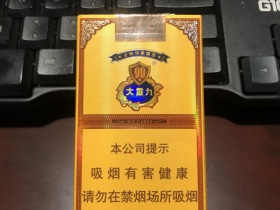 大重九
本公司提示
吸烟有害健康
请勿在禁烟场所吸烟